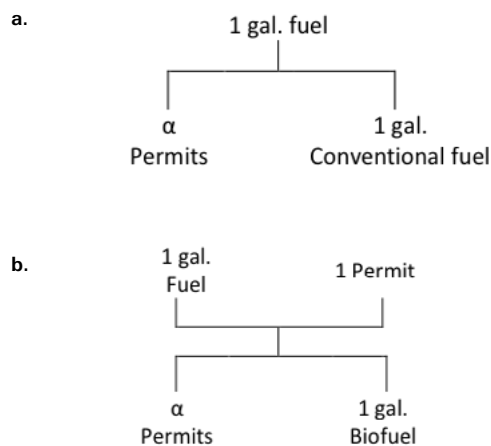 a.
1 gal. fuel
α
Permits
1 gal.
Conventional fuel
b.
1 gal.
Fuel
1 Permit
α
Permits
1 gal.
Biofuel